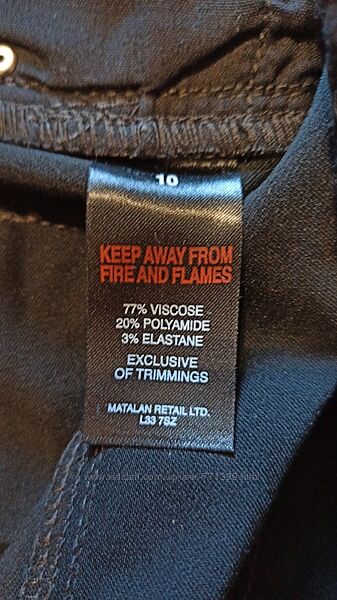 10
KEEP AWAY FROM
FIRE AND FLAMES
77% VISCOSE
20% POLYAMIDE
3% ELASTANE
EXCLUSIVE
OF TRIMMINGS
MATALAN RETAIL LTD.
L33 7SZ